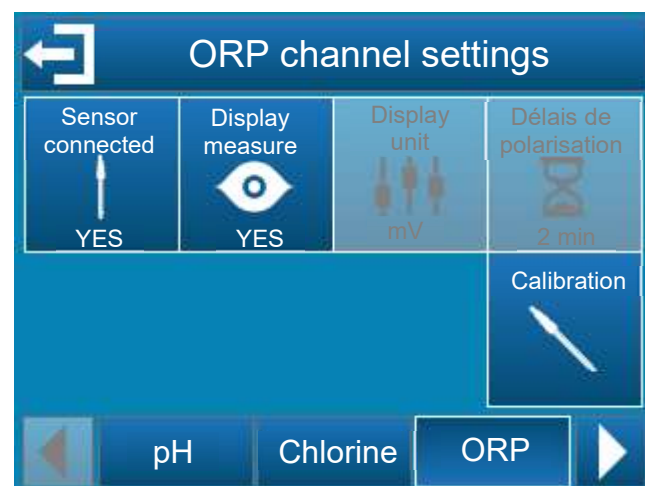 ORP channel settings
Sensor
connected
YES
Display
measure
YES
Display
unit
mV
Délais de
polarisation
2 min
Calibration
pH
Chlorine
ORP